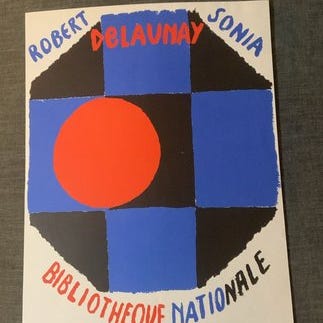 ROBERT DeLAUNAY SONIA
BIBLIOTHEQUE NATIONALE